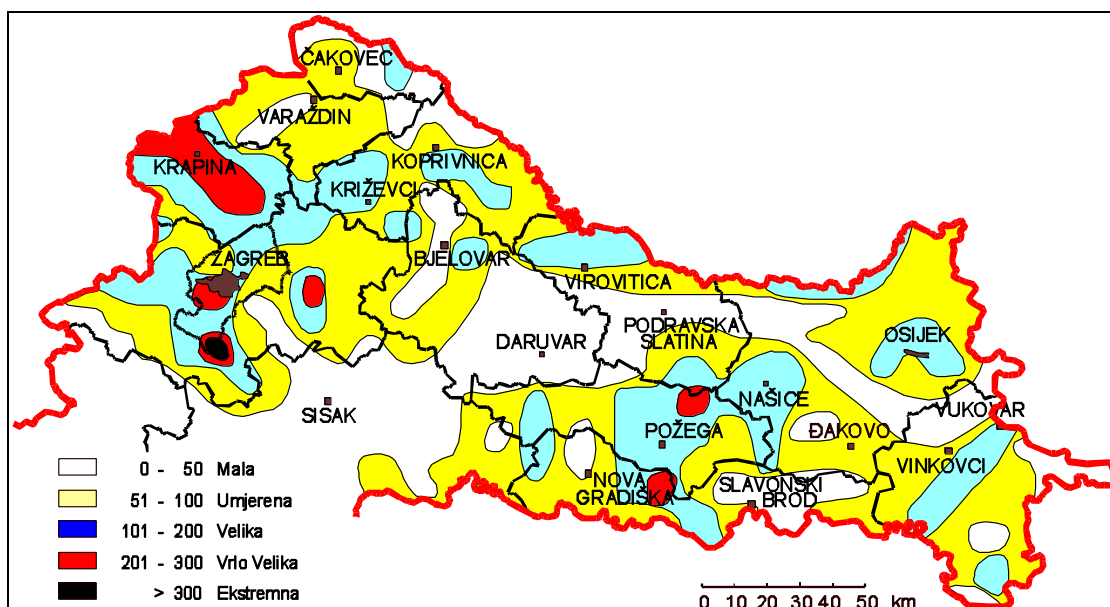 ČAKOVEC
VARAŽDIN
KRAPINA
KOPRIVNICA
KRIŽEVCI
ZAGREB
BJELOVAR
VIROVITICA
DARUVAR
PODRAVSKA
SLATINA
OSIJEK
SISAK
NAŠICE
POŽEGA
ĐAKOVO
VUKOVAR
VINKOVCI
NOVA
GRADIŠKA
SLAVONSKI
BROD
0 - 50 Mala
51 - 100 Umjerena
101 - 200 Velika
201 - 300 Vrlo Velika
> 300 Ekstremna
0 10 20 30 40 50 km